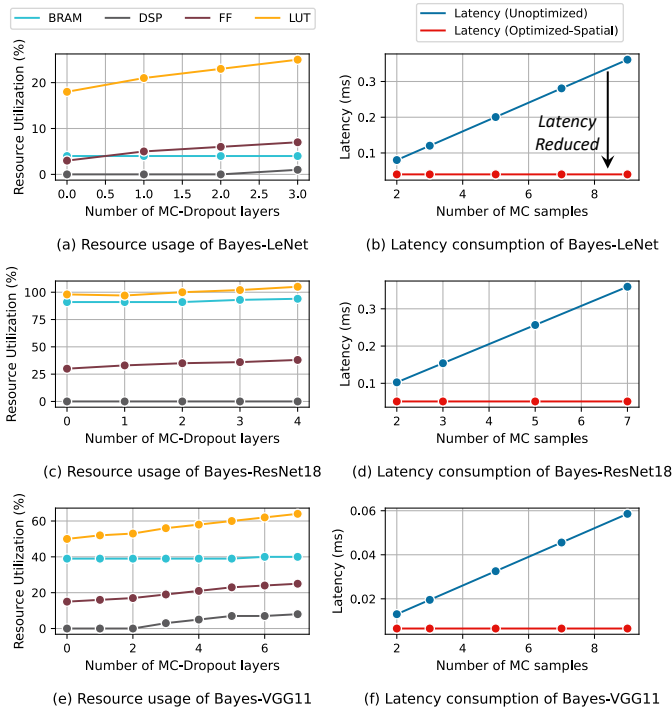 BRAM DSP FF LUT
Latency (Unoptimized)
Latency (Optimized-Spatial)
Resource Utilization (%)
20
10
0
0.0 0.5 1.0 1.5 2.0 2.5 3.0
Number of MC-Dropout layers
(a) Resource usage of Bayes-LeNet
Latency (ms)
0.3
0.2
0.1
Latency
Reduced
2 4 6 8
Number of MC samples
(b) Latency consumption of Bayes-LeNet
Resource Utilization (%)
100
75
50
25
0
0 1 2 3 4
Number of MC-Dropout layers
(c) Resource usage of Bayes-ResNet18
Latency (ms)
0.3
0.2
0.1
2 3 4 5 6 7
Number of MC samples
(d) Latency consumption of Bayes-ResNet18
Resource Utilization (%)
60
40
20
0
0 2 4 6
Number of MC-Dropout layers
(e) Resource usage of Bayes-VGG11
Latency (ms)
0.06
0.04
0.02
2 4 6 8
Number of MC samples
(f) Latency consumption of Bayes-VGG11